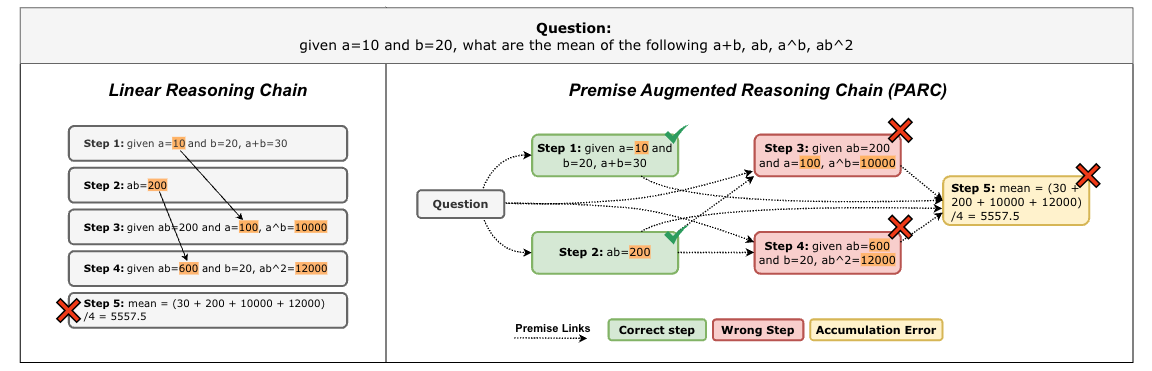 Question:
given a=10 and b=20, what are the mean of the following a+b, ab, a^b, ab^2
Linear Reasoning Chain
Step 1: given a=10 and b=20, a+b=30
Step 2: ab=200
Step 3: given ab=200 and a=100, a^b=10000
Step 4: given ab=600 and b=20, ab^2=12000
Step 5: mean = (30 + 200 + 10000 + 12000)
/4 = 5557.5
Premise Augmented Reasoning Chain (PARC)
Question
Step 1: given a=10 and
b=20, a+b=30
Step 2: ab=200
Step 3: given ab=200
and a=100, a^b=10000
Step 4: given ab=600
and b=20, ab^2=12000
Step 5: mean = (30 +
200 + 10000 + 12000)
/4 = 5557.5
Premise Links
Correct step
Wrong Step
Accumulation Error